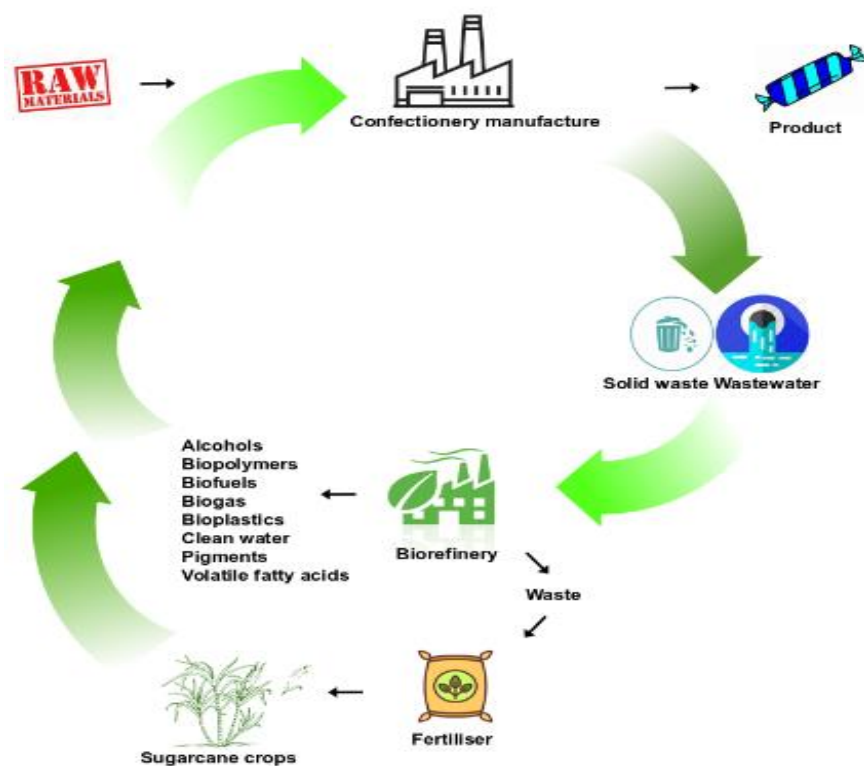 RAW
MATERIALS
Confectionery manufacture
Product
Solid waste Wastewater
Alcohols
Biopolymers
Biofuels
Biogas
Bioplastics
Clean water
Pigments
Volatile fatty acids
Biorefinery
Waste
Fertiliser
Sugarcane crops